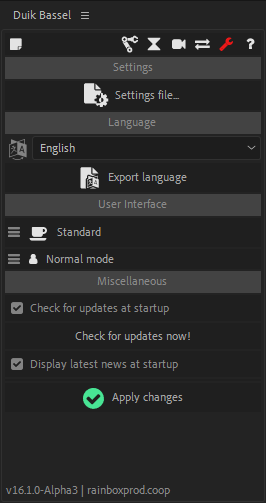 Duik Bassel
?
Settings
Settings file...
Language
English
Export language
User Interface
Standard
Normal mode
Miscellaneous
Check for updates at startup
Check for updates now!
Display latest news at startup
Apply changes
v16.1.0-Alpha3 | rainboxprod.coop